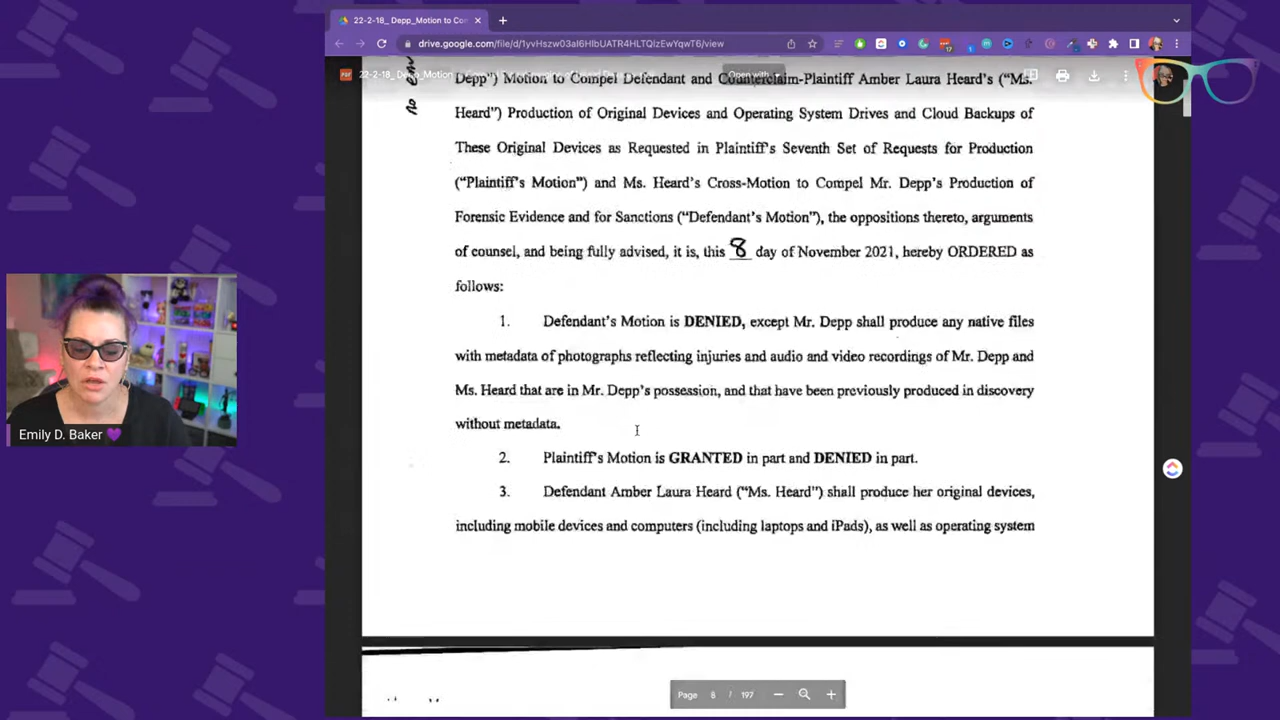 22-2-18_ Depp_Motion to Com
drive.google.com/file/d/1yvHszw03aI6HIbUATR4HLTQlzEwYqwT6/view
Open with
Depp") Motion to Compel Defendant and Counterclaim-Plaintiff Amber Laura Heard's ("Ms.
Heard") Production of Original Devices and Operating System Drives and Cloud Backups of
These Original Devices as Requested in Plaintiff's Seventh Set of Requests for Production
("Plaintiff's Motion") and Ms. Heard's Cross-Motion to Compel Mr. Depp's Production of
Forensic Evidence and for Sanctions ("Defendant's Motion"), the oppositions thereto, arguments
of counsel, and being fully advised, it is, this 8 day of November 2021, hereby ORDERED as
follows:
1. Defendant's Motion is DENIED, except Mr. Depp shall produce any native files
with metadata of photographs reflecting injuries and audio and video recordings of Mr. Depp and
Ms. Heard that are in Mr. Depp's possession, and that have been previously produced in discovery
without metadata.
2. Plaintiff's Motion is GRANTED in part and DENIED in part.
3. Defendant Amber Laura Heard ("Ms. Heard") shall produce her original devices,
including mobile devices and computers (including laptops and iPads), as well as operating system
Page 8 / 197
Emily D. Baker 💜